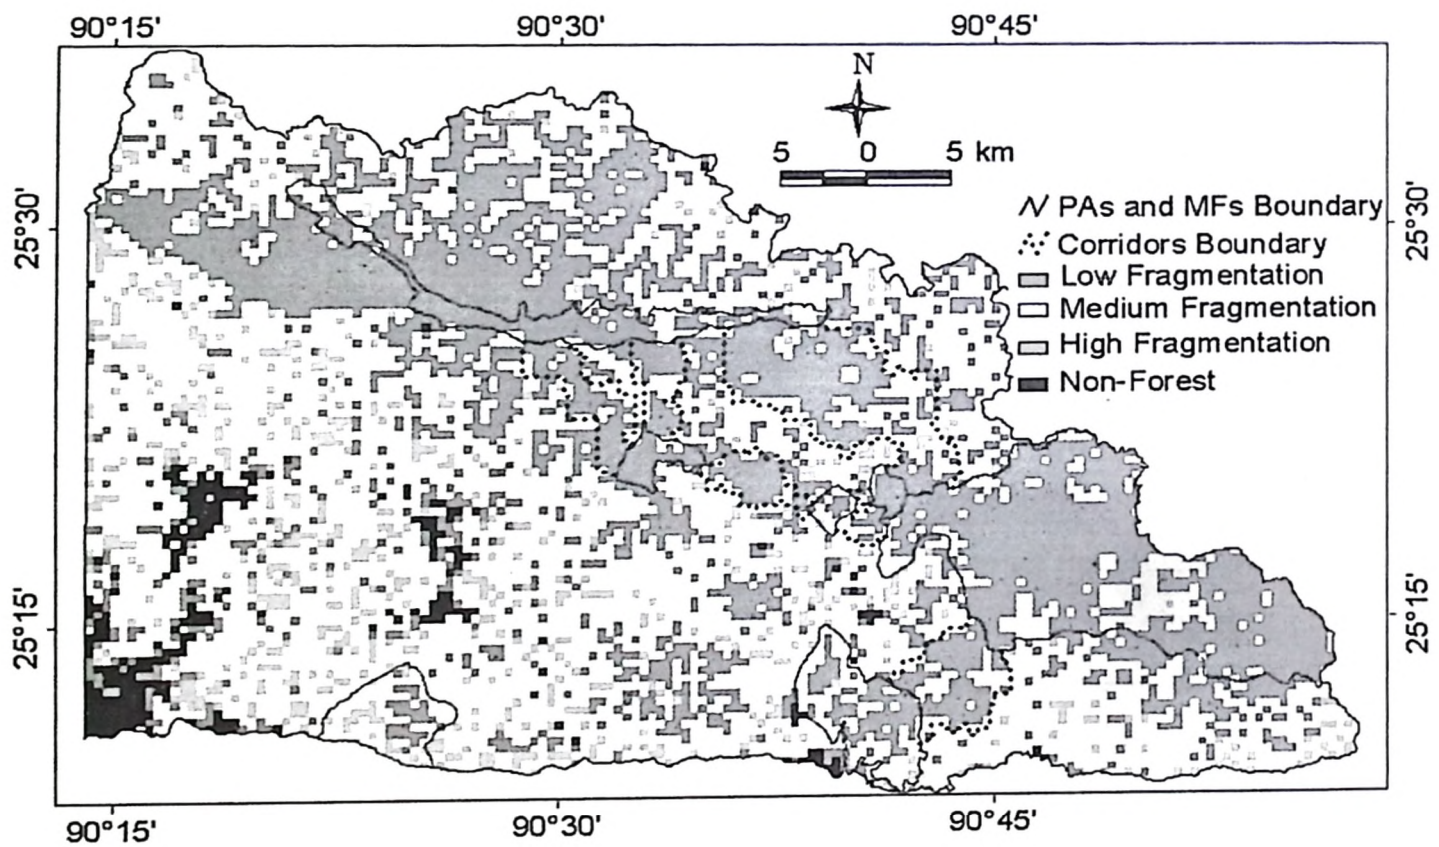 90°15' 90°30' 90°45'
N
5 0 5 km
25°30'
25°30'
PAs and MFs Boundary
Corridors Boundary
Low Fragmentation
Medium Fragmentation
High Fragmentation
Non-Forest
25°15'
25°15'
90°15' 90°30' 90°45'